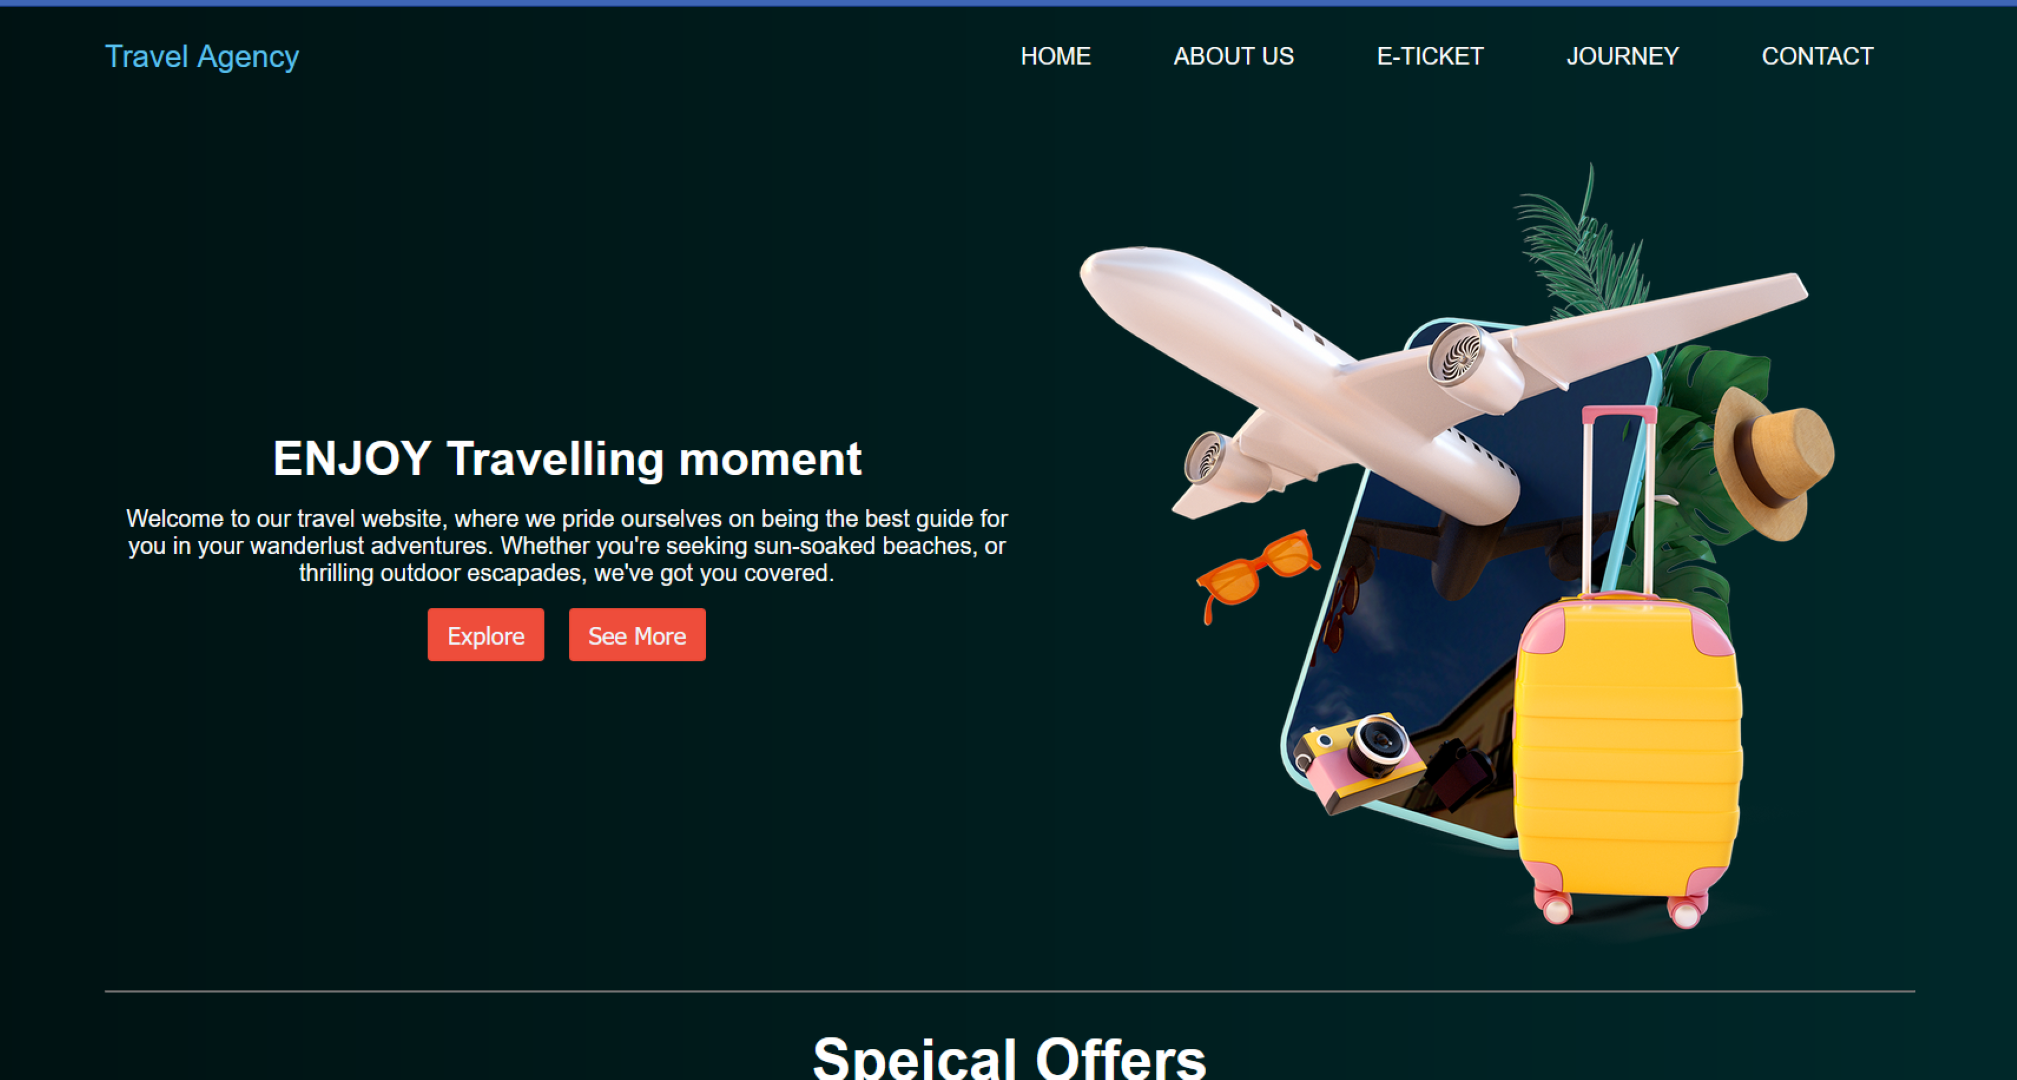 Travel Agency
HOME ABOUT US E-TICKET JOURNEY CONTACT
ENJOY Travelling moment
Welcome to our travel website, where we pride ourselves on being the best guide for
you in your wanderlust adventures. Whether you're seeking sun-soaked beaches, or
thrilling outdoor escapades, we've got you covered.
Explore See More
Speical Offers